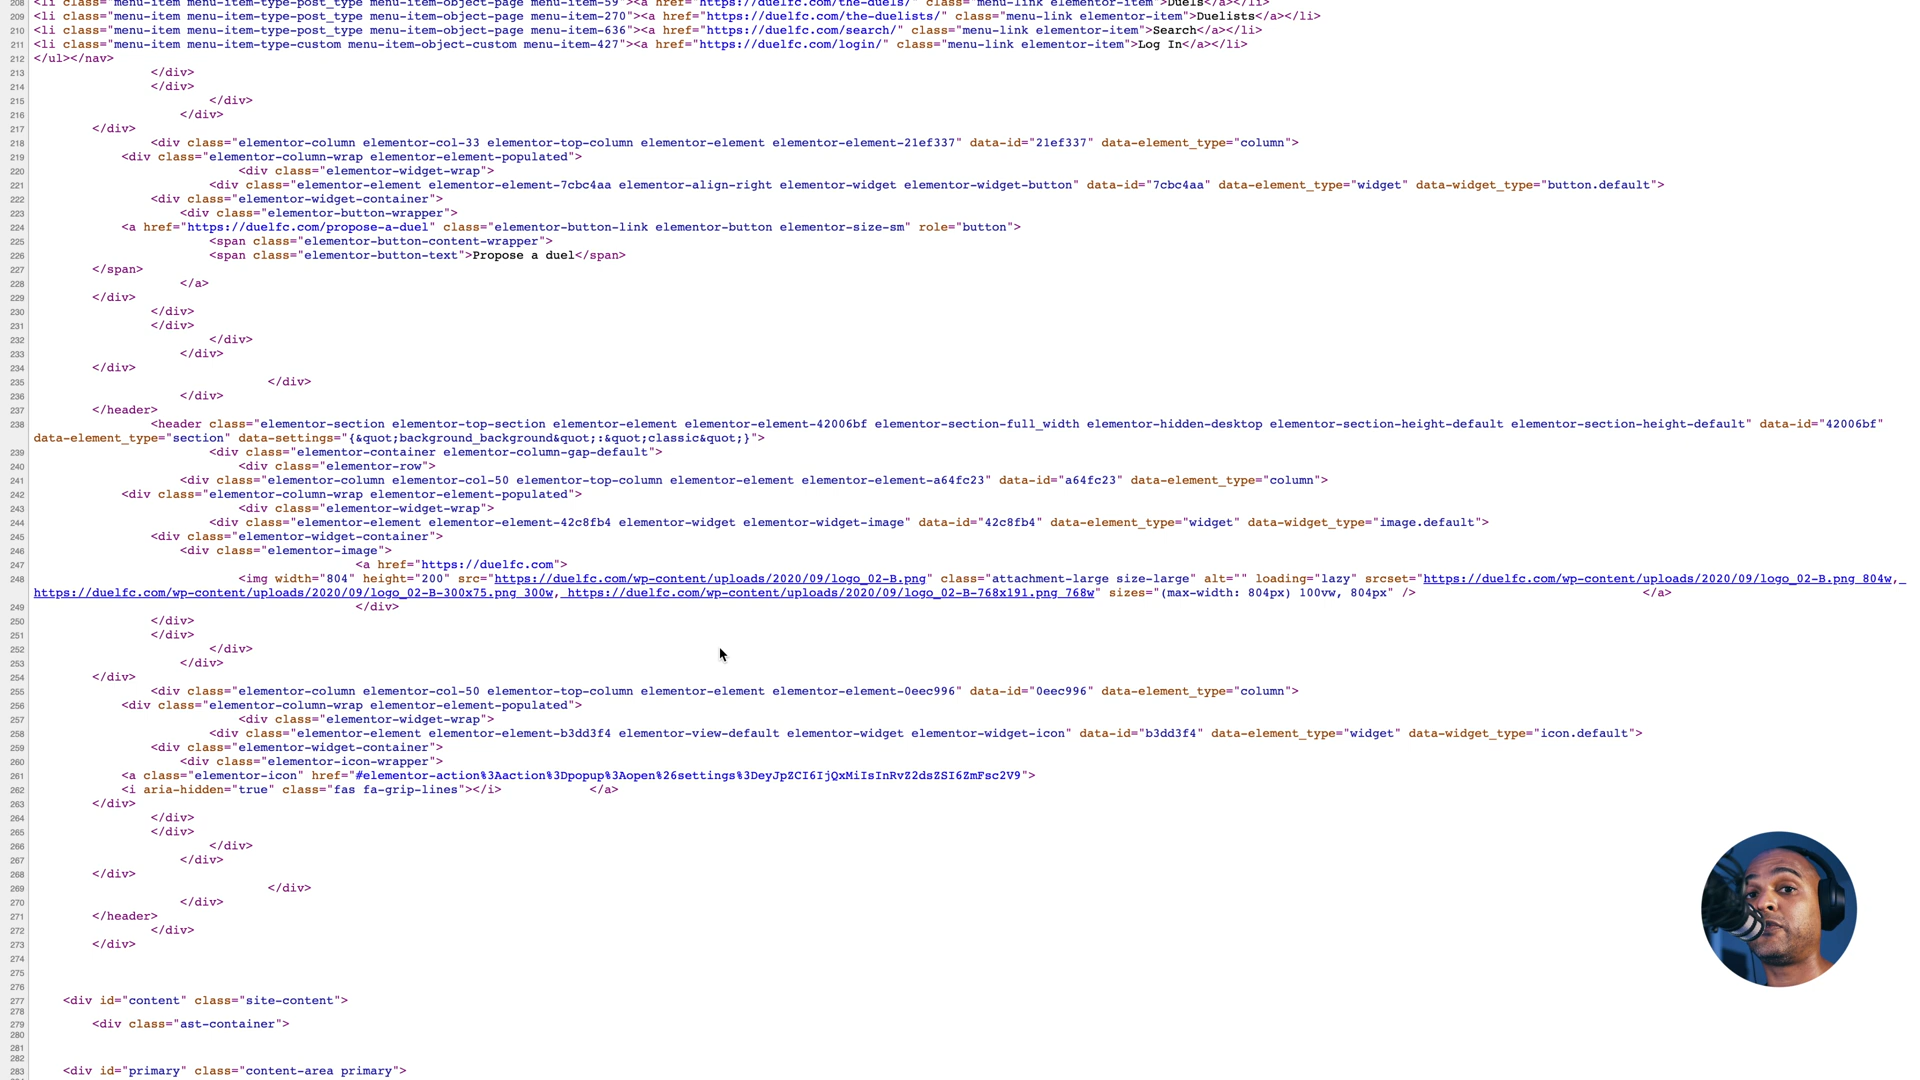 208 <li class="menu-item menu-item-type-post_type menu-item-object-page menu-item-59"><a href="https://duelfc.com/the-duels/" class="menu-link elementor-item">Duels</a></li>
209 <li class="menu-item menu-item-type-post_type menu-item-object-page menu-item-270"><a href="https://duelfc.com/the-duelists/" class="menu-link elementor-item">Duelists</a></li>
210 <li class="menu-item menu-item-type-post_type menu-item-object-page menu-item-636"><a href="https://duelfc.com/search/" class="menu-link elementor-item">Search</a></li>
211 <li class="menu-item menu-item-type-custom menu-item-object-custom menu-item-427"><a href="https://duelfc.com/login/" class="menu-link elementor-item">Log In</a></li>
212 </ul></nav>
213 </div>
214 </div>
215 </div>
216 </div>
217 </div>
218 <div class="elementor-column elementor-col-33 elementor-top-column elementor-element elementor-element-21ef337" data-id="21ef337" data-element_type="column">
219 <div class="elementor-column-wrap elementor-element-populated">
220 <div class="elementor-widget-wrap">
221 <div class="elementor-element elementor-element-7cbc4aa elementor-align-right elementor-widget elementor-widget-button" data-id="7cbc4aa" data-element_type="widget" data-widget_type="button.default">
222 <div class="elementor-widget-container">
223 <div class="elementor-button-wrapper">
224 <a href="https://duelfc.com/propose-a-duel" class="elementor-button-link elementor-button elementor-size-sm" role="button">
225 <span class="elementor-button-content-wrapper">
226 <span class="elementor-button-text">Propose a duel</span>
227 </span>
228 </a>
229 </div>
230 </div>
231 </div>
232 </div>
233 </div>
234 </div>
235 </div>
236 </div>
237 </header>
238 <header class="elementor-section elementor-top-section elementor-element elementor-element-42006bf elementor-section-full_width elementor-hidden-desktop elementor-section-height-default elementor-section-height-default" data-id="42006bf"
data-element_type="section" data-settings="{&quot;background_background&quot;:&quot;classic&quot;}">
239 <div class="elementor-container elementor-column-gap-default">
240 <div class="elementor-row">
241 <div class="elementor-column elementor-col-50 elementor-top-column elementor-element elementor-element-a64fc23" data-id="a64fc23" data-element_type="column">
242 <div class="elementor-column-wrap elementor-element-populated">
243 <div class="elementor-widget-wrap">
244 <div class="elementor-element elementor-element-42c8fb4 elementor-widget elementor-widget-image" data-id="42c8fb4" data-element_type="widget" data-widget_type="image.default">
245 <div class="elementor-widget-container">
246 <div class="elementor-image">
247 <a href="https://duelfc.com">
248 <img width="804" height="200" src="https://duelfc.com/wp-content/uploads/2020/09/logo_02-B.png" class="attachment-large size-large" alt="" loading="lazy" srcset="https://duelfc.com/wp-content/uploads/2020/09/logo_02-B.png 804w,
https://duelfc.com/wp-content/uploads/2020/09/logo_02-B-300x75.png 300w, https://duelfc.com/wp-content/uploads/2020/09/logo_02-B-768x191.png 768w" sizes="(max-width: 804px) 100vw, 804px" /> </a>
249 </div>
250 </div>
251 </div>
252 </div>
253 </div>
254 </div>
255 <div class="elementor-column elementor-col-50 elementor-top-column elementor-element elementor-element-0eec996" data-id="0eec996" data-element_type="column">
256 <div class="elementor-column-wrap elementor-element-populated">
257 <div class="elementor-widget-wrap">
258 <div class="elementor-element elementor-element-b3dd3f4 elementor-view-default elementor-widget elementor-widget-icon" data-id="b3dd3f4" data-element_type="widget" data-widget_type="icon.default">
259 <div class="elementor-widget-container">
260 <div class="elementor-icon-wrapper">
261 <a class="elementor-icon" href="#elementor-action%3Aaction%3Dpopup%3Aopen%26settings%3DeyJpZCI6IjQxMiIsInRvZ2dsZSI6ZmFsc2V9">
262 <i aria-hidden="true" class="fas fa-grip-lines"></i> </a>
263 </div>
264 </div>
265 </div>
266 </div>
267 </div>
268 </div>
269 </div>
270 </div>
271 </header>
272 </div>
273 </div>
274
275
276
277 <div id="content" class="site-content">
278
279 <div class="ast-container">
280
281
282
283 <div id="primary" class="content-area primary">